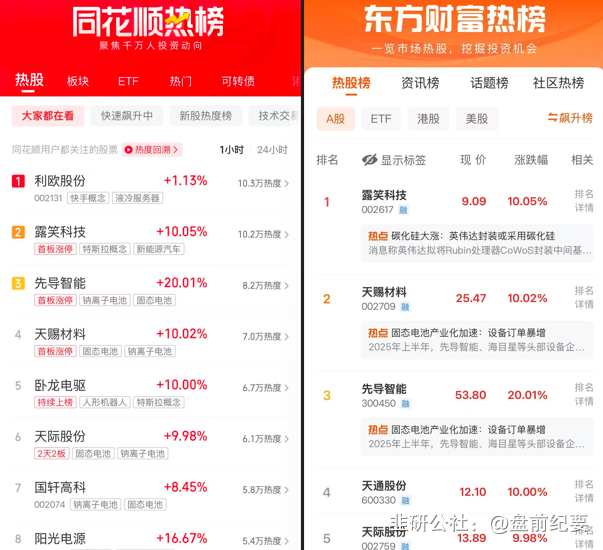 同花顺热榜
聚焦千万人投资动向
热股 板块 ETF 热门 可转债
大家都在看 快速飙升中 新股热度榜 技术交易
同花顺用户都关注的股票 热度回溯 > 1小时 24小时
1 利欧股份 +1.13% 10.3万热度 >
002131 快手概念 液冷服务器
2 露笑科技 +10.05% 10.2万热度 >
首板涨停 特斯拉概念 新能源汽车
3 先导智能 +20.01% 8.2万热度 >
首板涨停 钠离子电池 固态电池
4 天赐材料 +10.02% 7.0万热度 >
首板涨停 固态电池 钠离子电池
5 卧龙电驱 +10.00% 6.7万热度 >
持续上榜 人形机器人 特斯拉概念
6 天际股份 +9.98% 6.1万热度 >
2天2板 固态电池 钠离子电池
7 国轩高科 +8.45% 5.8万热度 >
002074 钠离子电池 固态电池
8 阳光电源 +16.67% 5.4万热度 >
东方财富热榜
一览市场热股，挖掘投资机会
热股榜 资讯榜 话题榜 社区热榜
A股 ETF 港股 美股 飙升榜
排名 显示标签 现价 涨跌幅 相关
1 露笑科技 9.09 10.05% 排名
002617 融 详情
热点 碳化硅大涨：英伟达封装或采用碳化硅
消息称英伟达拟将Rubin处理器CoWoS封装中间基...
2 天赐材料 25.47 10.02% 排名
002709 融 详情
热点 固态电池产业化加速：设备订单暴增
2025年上半年，先导智能、海目星等头部设备企...
3 先导智能 53.80 20.01% 排名
300450 融 详情
热点 固态电池产业化加速：设备订单暴增
2025年上半年，先导智能、海目星等头部设备企...
4 天通股份 12.10 10.00% 排名
600330 融 详情
韭研公社：@盘前纪要
5 天际股份 13.89 9.98% 排名
002759 融 详情